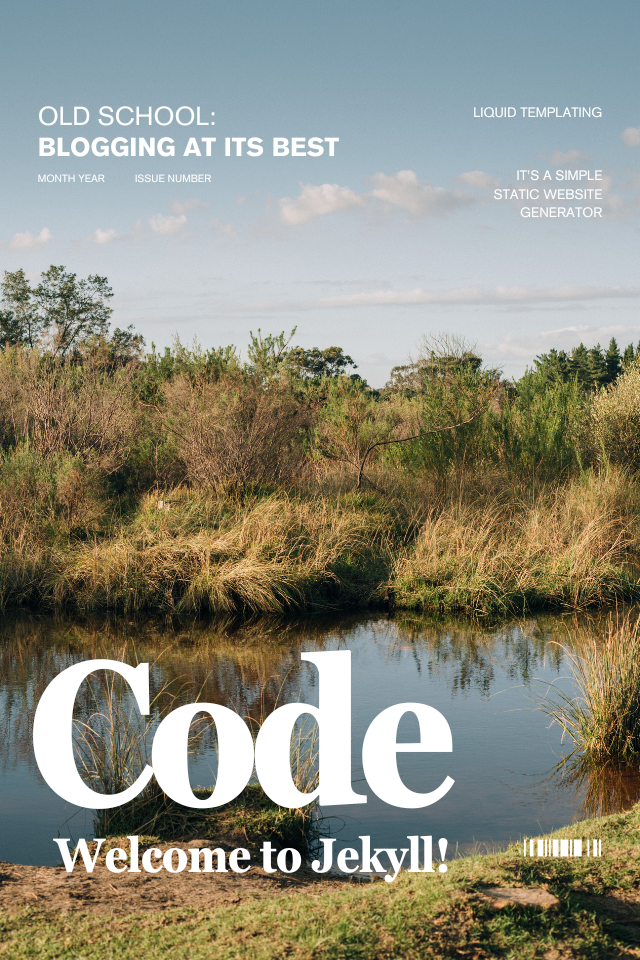 OLD SCHOOL:
BLOGGING AT ITS BEST
MONTH YEAR ISSUE NUMBER
LIQUID TEMPLATING
IT'S A SIMPLE
STATIC WEBSITE
GENERATOR
Code
Welcome to Jekyll!